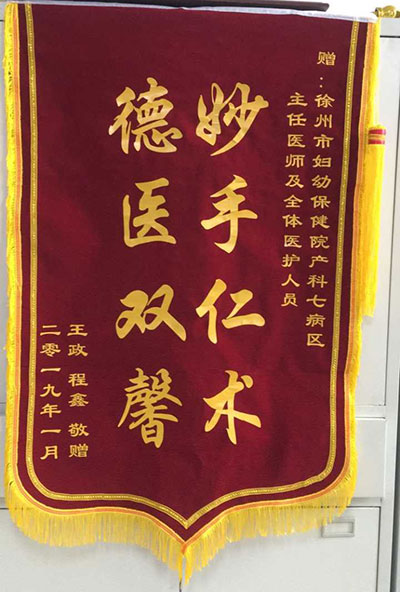 赠：徐州市妇幼保健院产科七病区
主任医师及全体医护人员
妙手仁术
德医双馨
王政 程鑫 敬赠
二零一九年一月